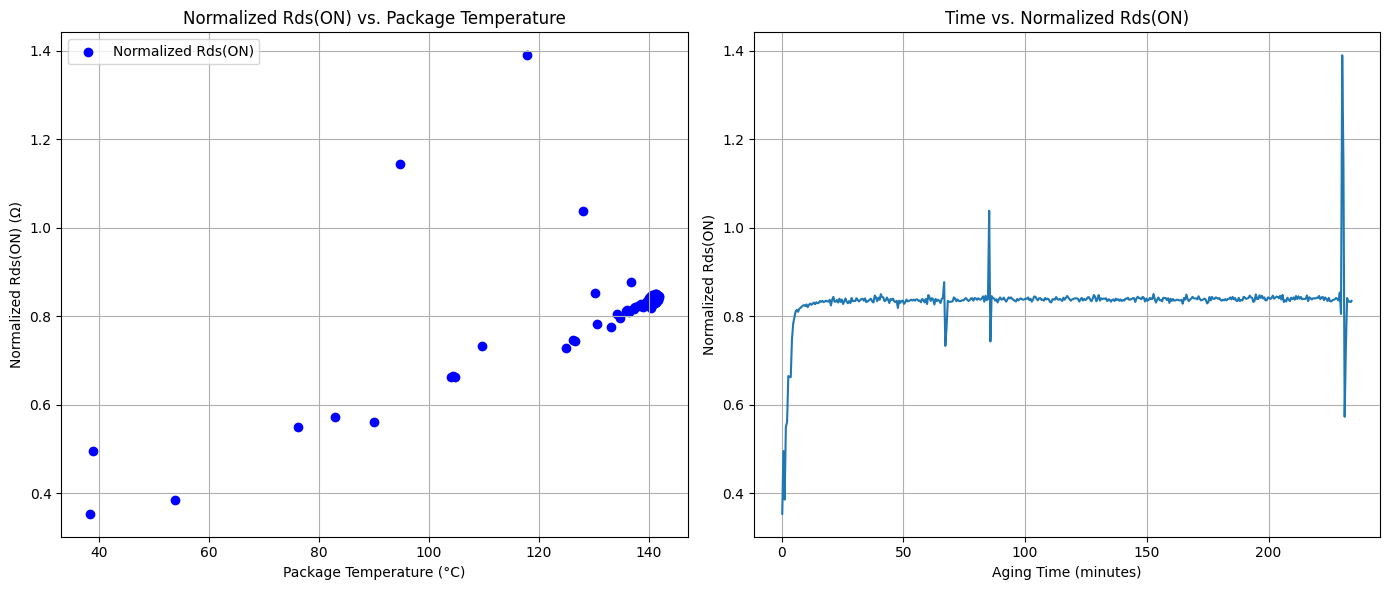 Normalized Rds(ON) vs. Package Temperature
Normalized Rds(ON) (Ω)
1.4
1.2
1.0
0.8
0.6
0.4
Normalized Rds(ON)
40 60 80 100 120 140
Package Temperature (°C)
Time vs. Normalized Rds(ON)
Normalized Rds(ON)
1.4
1.2
1.0
0.8
0.6
0.4
0 50 100 150 200
Aging Time (minutes)